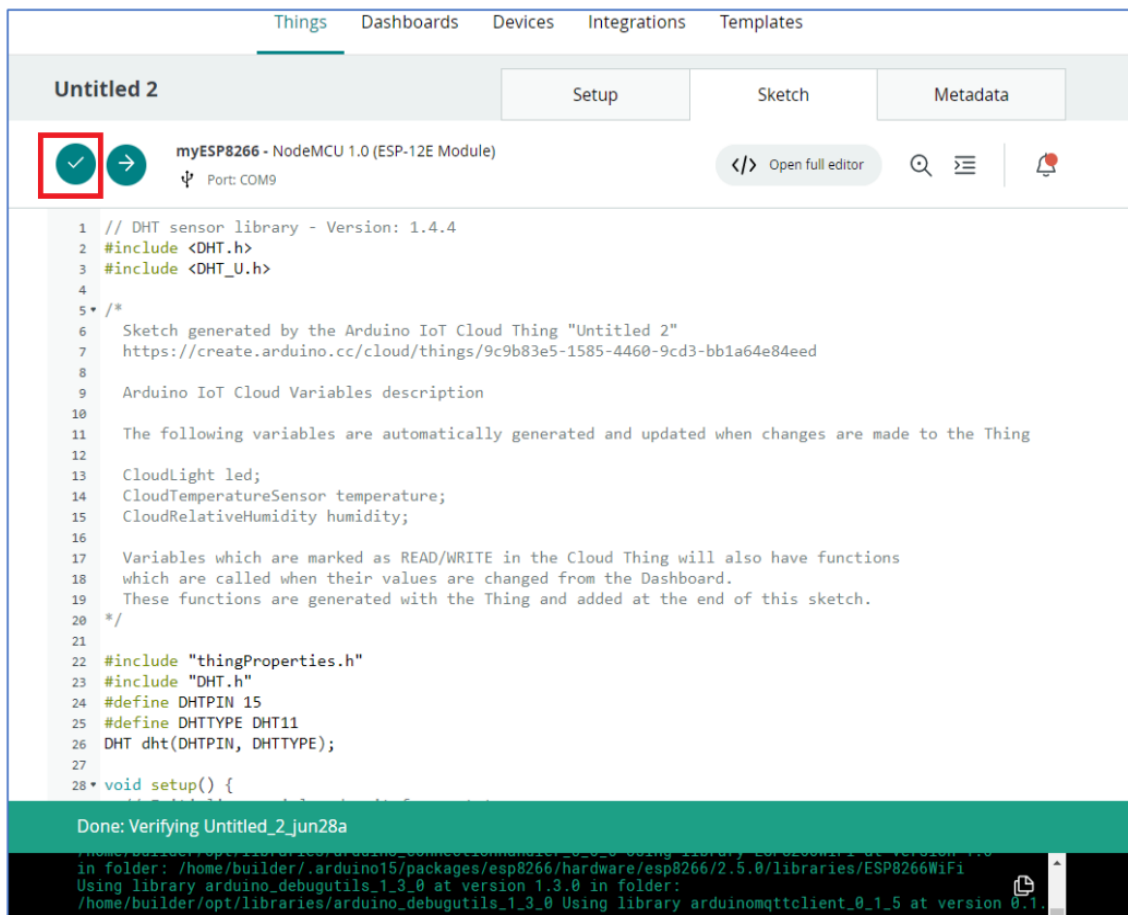 Things Dashboards Devices Integrations Templates
Untitled 2
Setup Sketch Metadata
myESP8266 - NodeMCU 1.0 (ESP-12E Module)
Port: COM9
</> Open full editor
1 // DHT sensor library - Version: 1.4.4
2 #include <DHT.h>
3 #include <DHT_U.h>
4
5 /*
6 Sketch generated by the Arduino IoT Cloud Thing "Untitled 2"
7 https://create.arduino.cc/cloud/things/9c9b83e5-1585-4460-9cd3-bb1a64e84eed
8
9 Arduino IoT Cloud Variables description
10
11 The following variables are automatically generated and updated when changes are made to the Thing
12
13 CloudLight led;
14 CloudTemperatureSensor temperature;
15 CloudRelativeHumidity humidity;
16
17 Variables which are marked as READ/WRITE in the Cloud Thing will also have functions
18 which are called when their values are changed from the Dashboard.
19 These functions are generated with the Thing and added at the end of this sketch.
20 */
21
22 #include "thingProperties.h"
23 #include "DHT.h"
24 #define DHTPIN 15
25 #define DHTTYPE DHT11
26 DHT dht(DHTPIN, DHTTYPE);
27
28 void setup() {
Done: Verifying Untitled_2_jun28a
in folder: /home/builder/.arduino15/packages/esp8266/hardware/esp8266/2.5.0/libraries/ESP8266WiFi
Using library arduino_debugutils_1_3_0 at version 1.3.0 in folder:
/home/builder/opt/libraries/arduino_debugutils_1_3_0 Using library arduinomqttclient_0_1_5 at version 0.1.